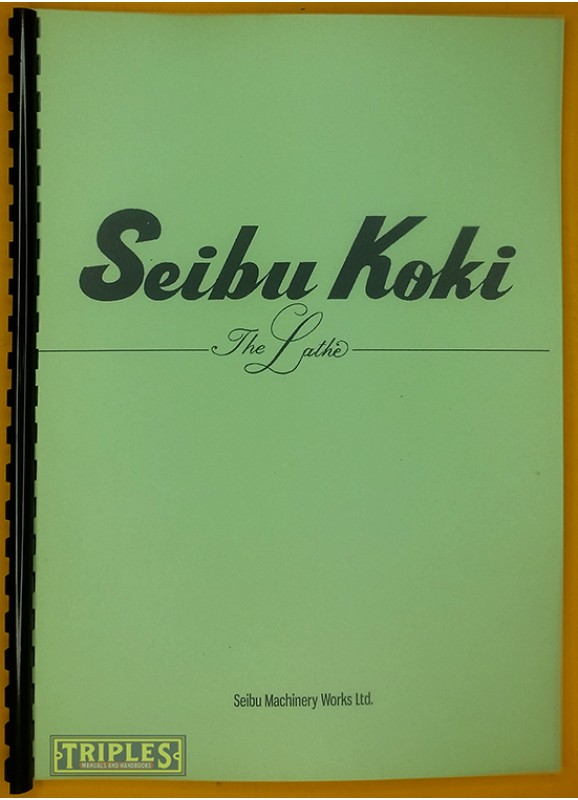 Seibu Koki
The Lathe
Seibu Machinery Works Ltd.
TRIPLES
MANUALS AND HANDBOOKS